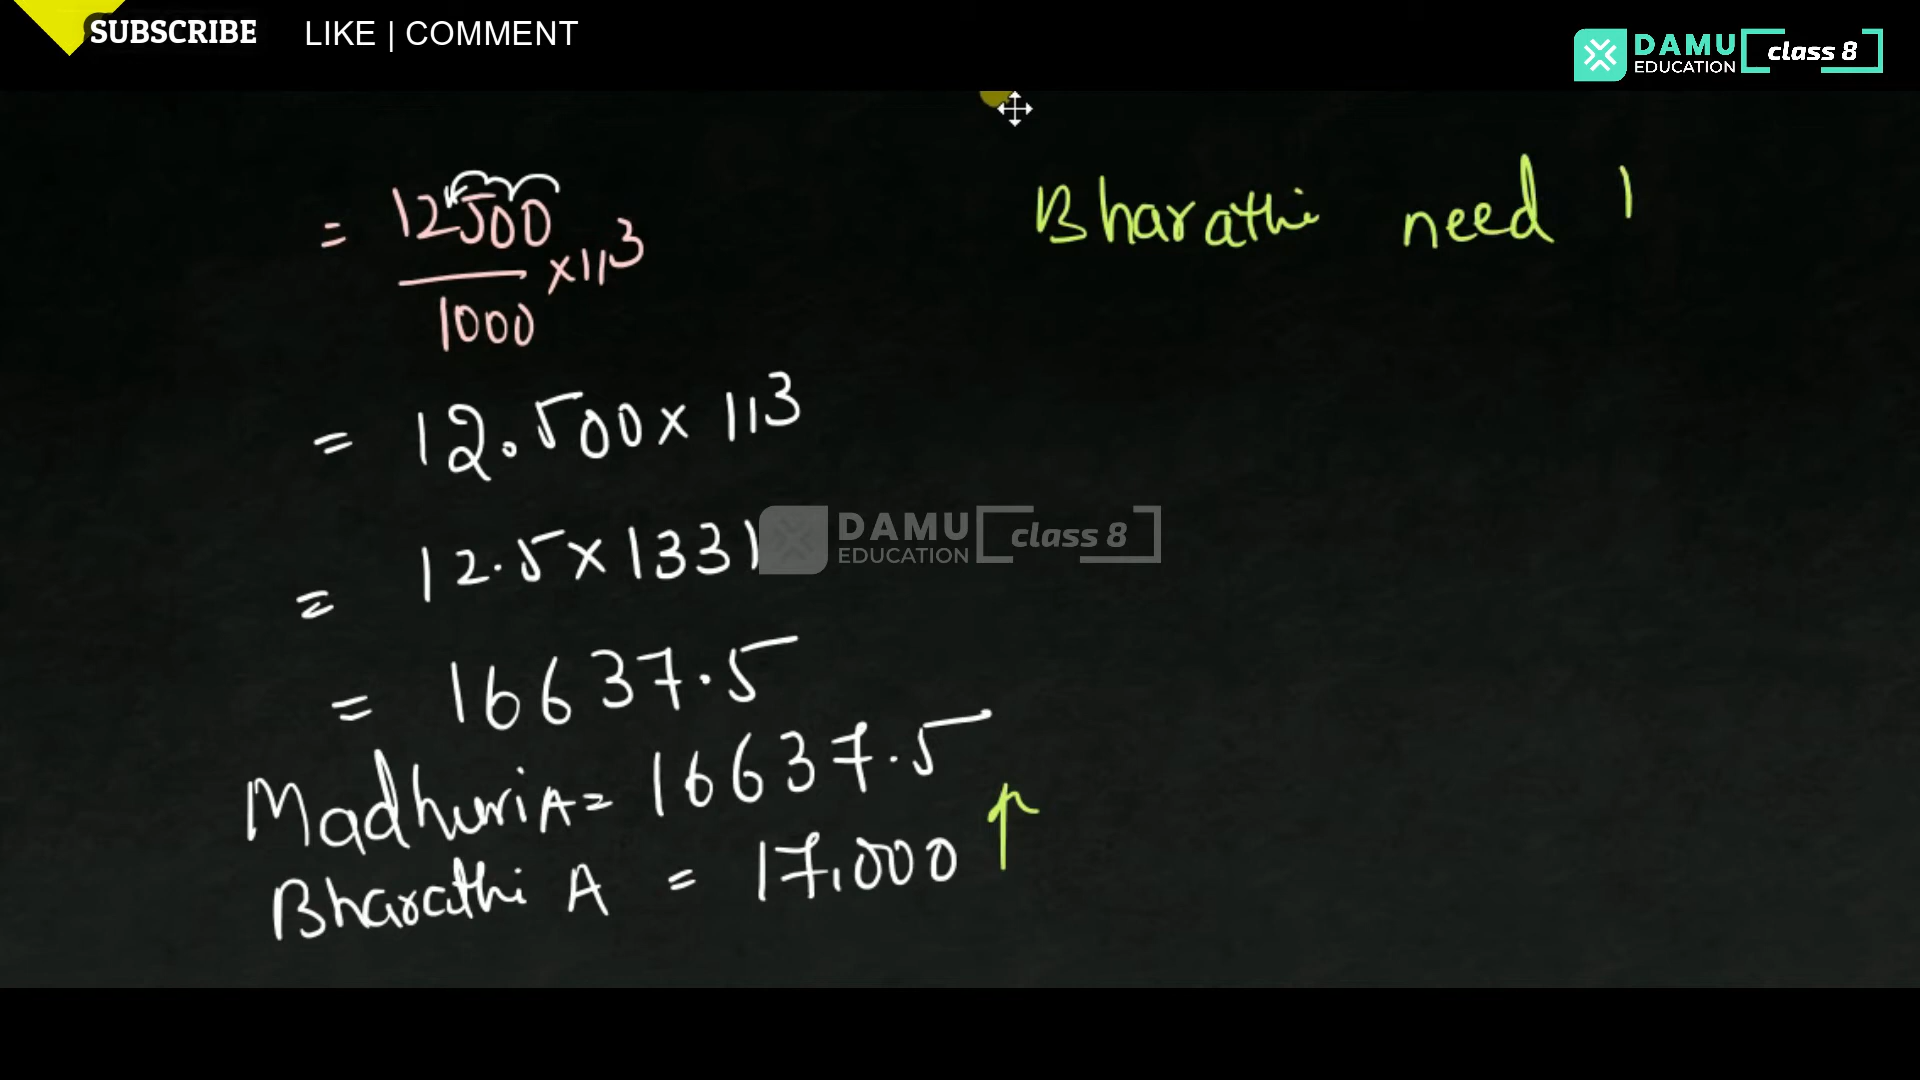 SUBSCRIBE LIKE | COMMENT
DAMU EDUCATION class 8
= 12500/1000 × 11³
= 12.500 × 11³
= 12.5 × 1331
= 16637.5
Madhuri A = 16637.5
Bharathi A = 17,000 ↑
Bharathi need 1
DAMU EDUCATION class 8